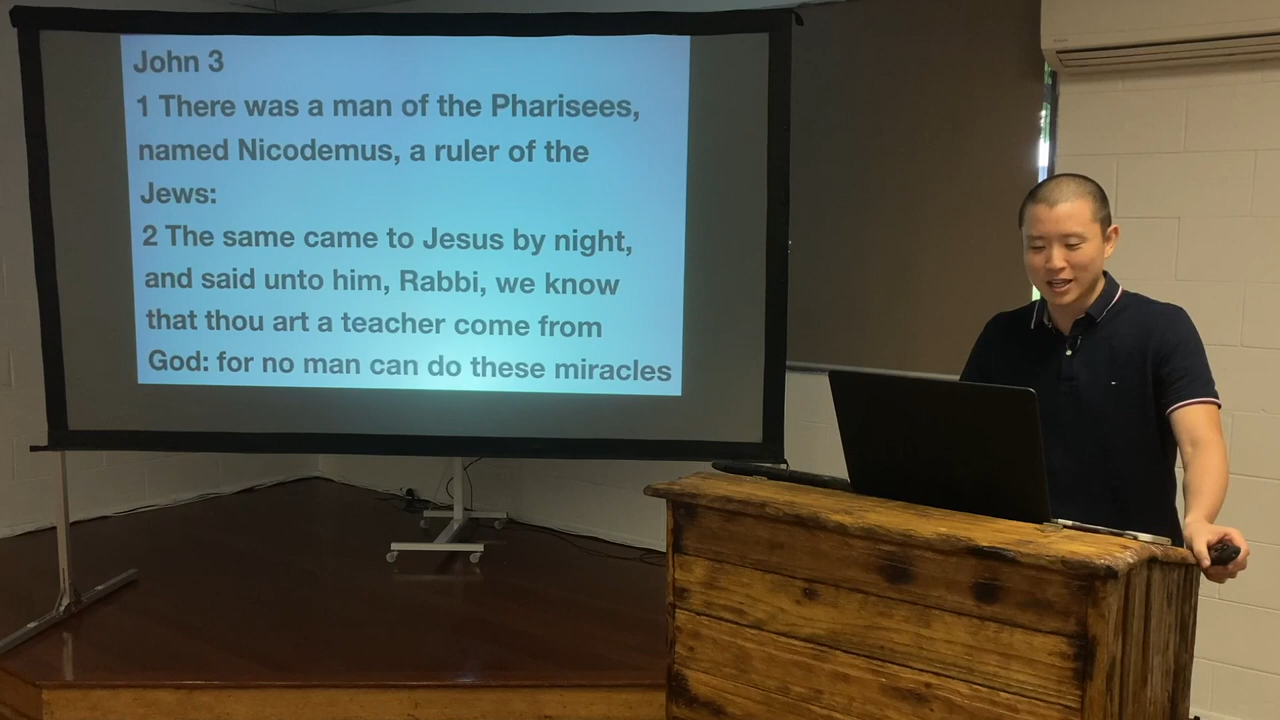 John 3
1 There was a man of the Pharisees,
named Nicodemus, a ruler of the
Jews:
2 The same came to Jesus by night,
and said unto him, Rabbi, we know
that thou art a teacher come from
God: for no man can do these miracles